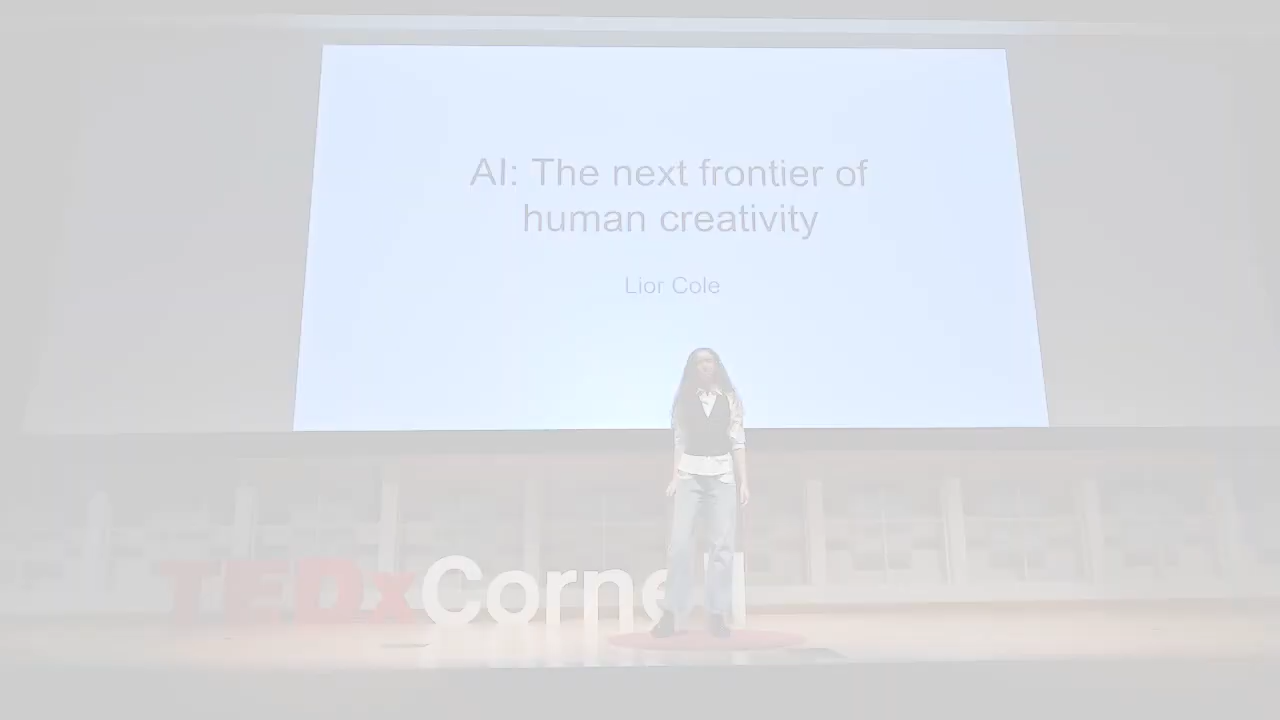 AI: The next frontier of
human creativity
Lior Cole
TEDxCornell